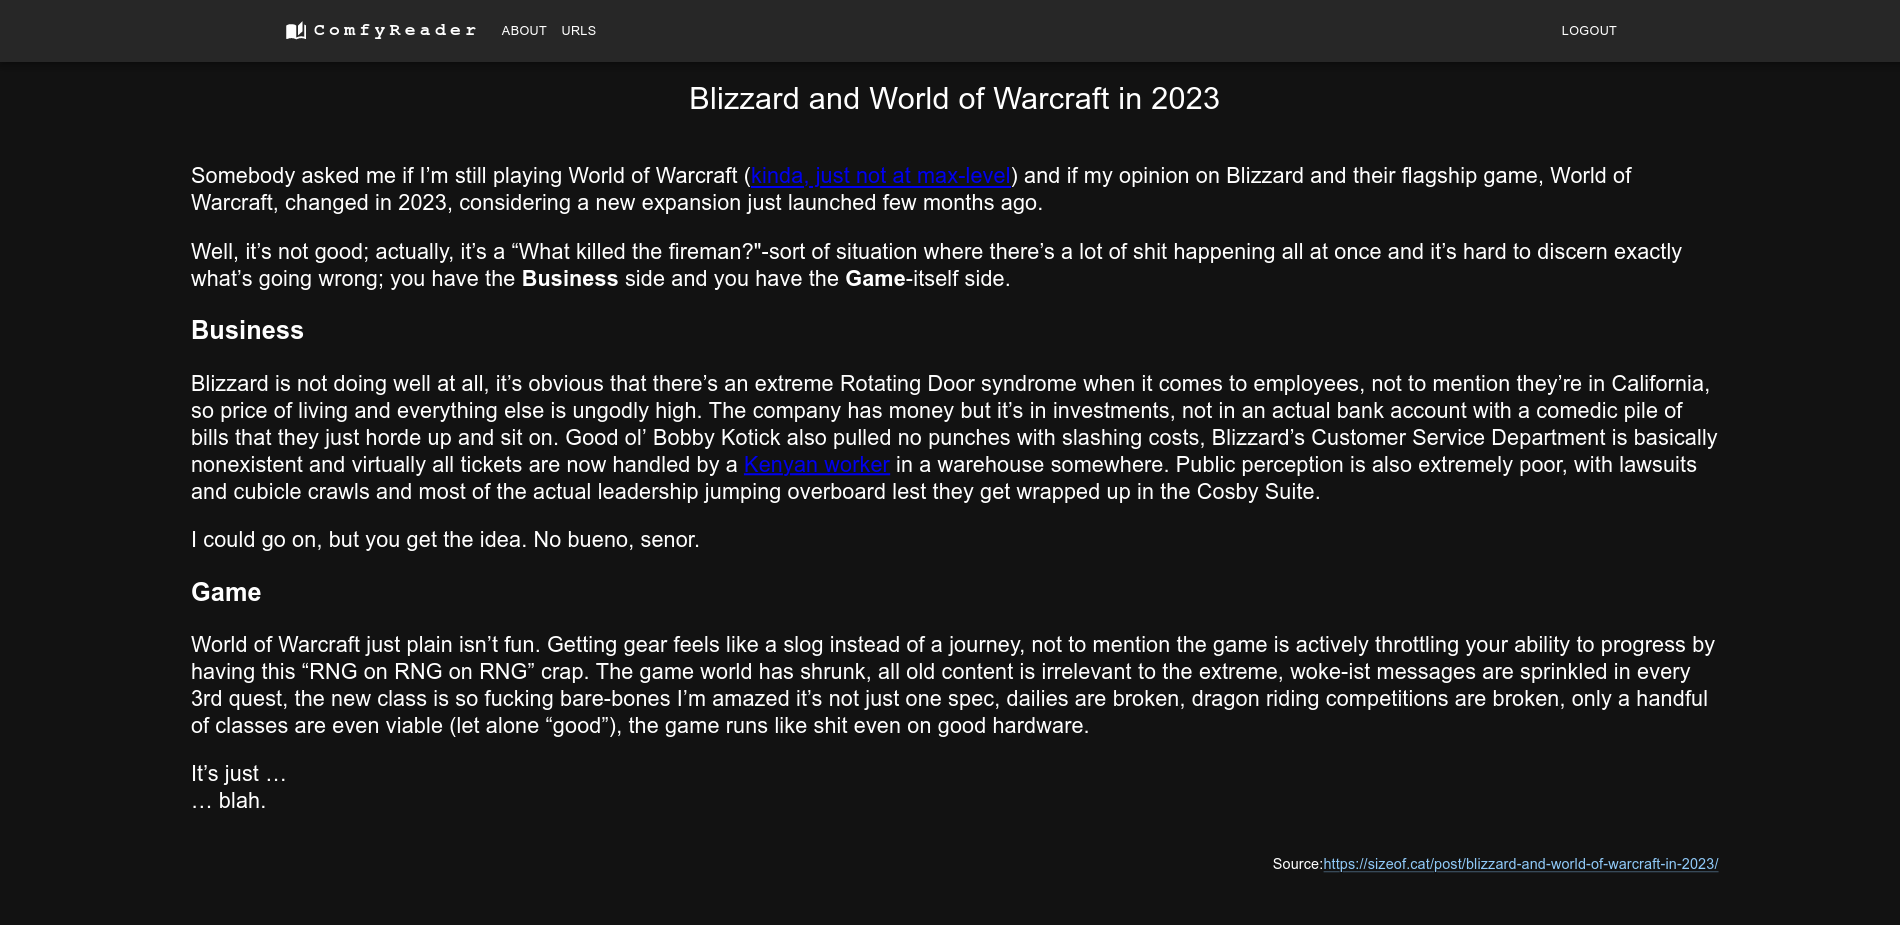 ComfyReader ABOUT URLS LOGOUT
Blizzard and World of Warcraft in 2023
Somebody asked me if I’m still playing World of Warcraft (kinda, just not at max-level) and if my opinion on Blizzard and their flagship game, World of
Warcraft, changed in 2023, considering a new expansion just launched few months ago.
Well, it’s not good; actually, it’s a “What killed the fireman?"-sort of situation where there’s a lot of shit happening all at once and it’s hard to discern exactly
what’s going wrong; you have the Business side and you have the Game-itself side.
Business
Blizzard is not doing well at all, it’s obvious that there’s an extreme Rotating Door syndrome when it comes to employees, not to mention they’re in California,
so price of living and everything else is ungodly high. The company has money but it’s in investments, not in an actual bank account with a comedic pile of
bills that they just horde up and sit on. Good ol’ Bobby Kotick also pulled no punches with slashing costs, Blizzard’s Customer Service Department is basically
nonexistent and virtually all tickets are now handled by a Kenyan worker in a warehouse somewhere. Public perception is also extremely poor, with lawsuits
and cubicle crawls and most of the actual leadership jumping overboard lest they get wrapped up in the Cosby Suite.
I could go on, but you get the idea. No bueno, senor.
Game
World of Warcraft just plain isn’t fun. Getting gear feels like a slog instead of a journey, not to mention the game is actively throttling your ability to progress by
having this “RNG on RNG on RNG” crap. The game world has shrunk, all old content is irrelevant to the extreme, woke-ist messages are sprinkled in every
3rd quest, the new class is so fucking bare-bones I’m amazed it’s not just one spec, dailies are broken, dragon riding competitions are broken, only a handful
of classes are even viable (let alone “good”), the game runs like shit even on good hardware.
It’s just …
… blah.
Source:https://sizeof.cat/post/blizzard-and-world-of-warcraft-in-2023/